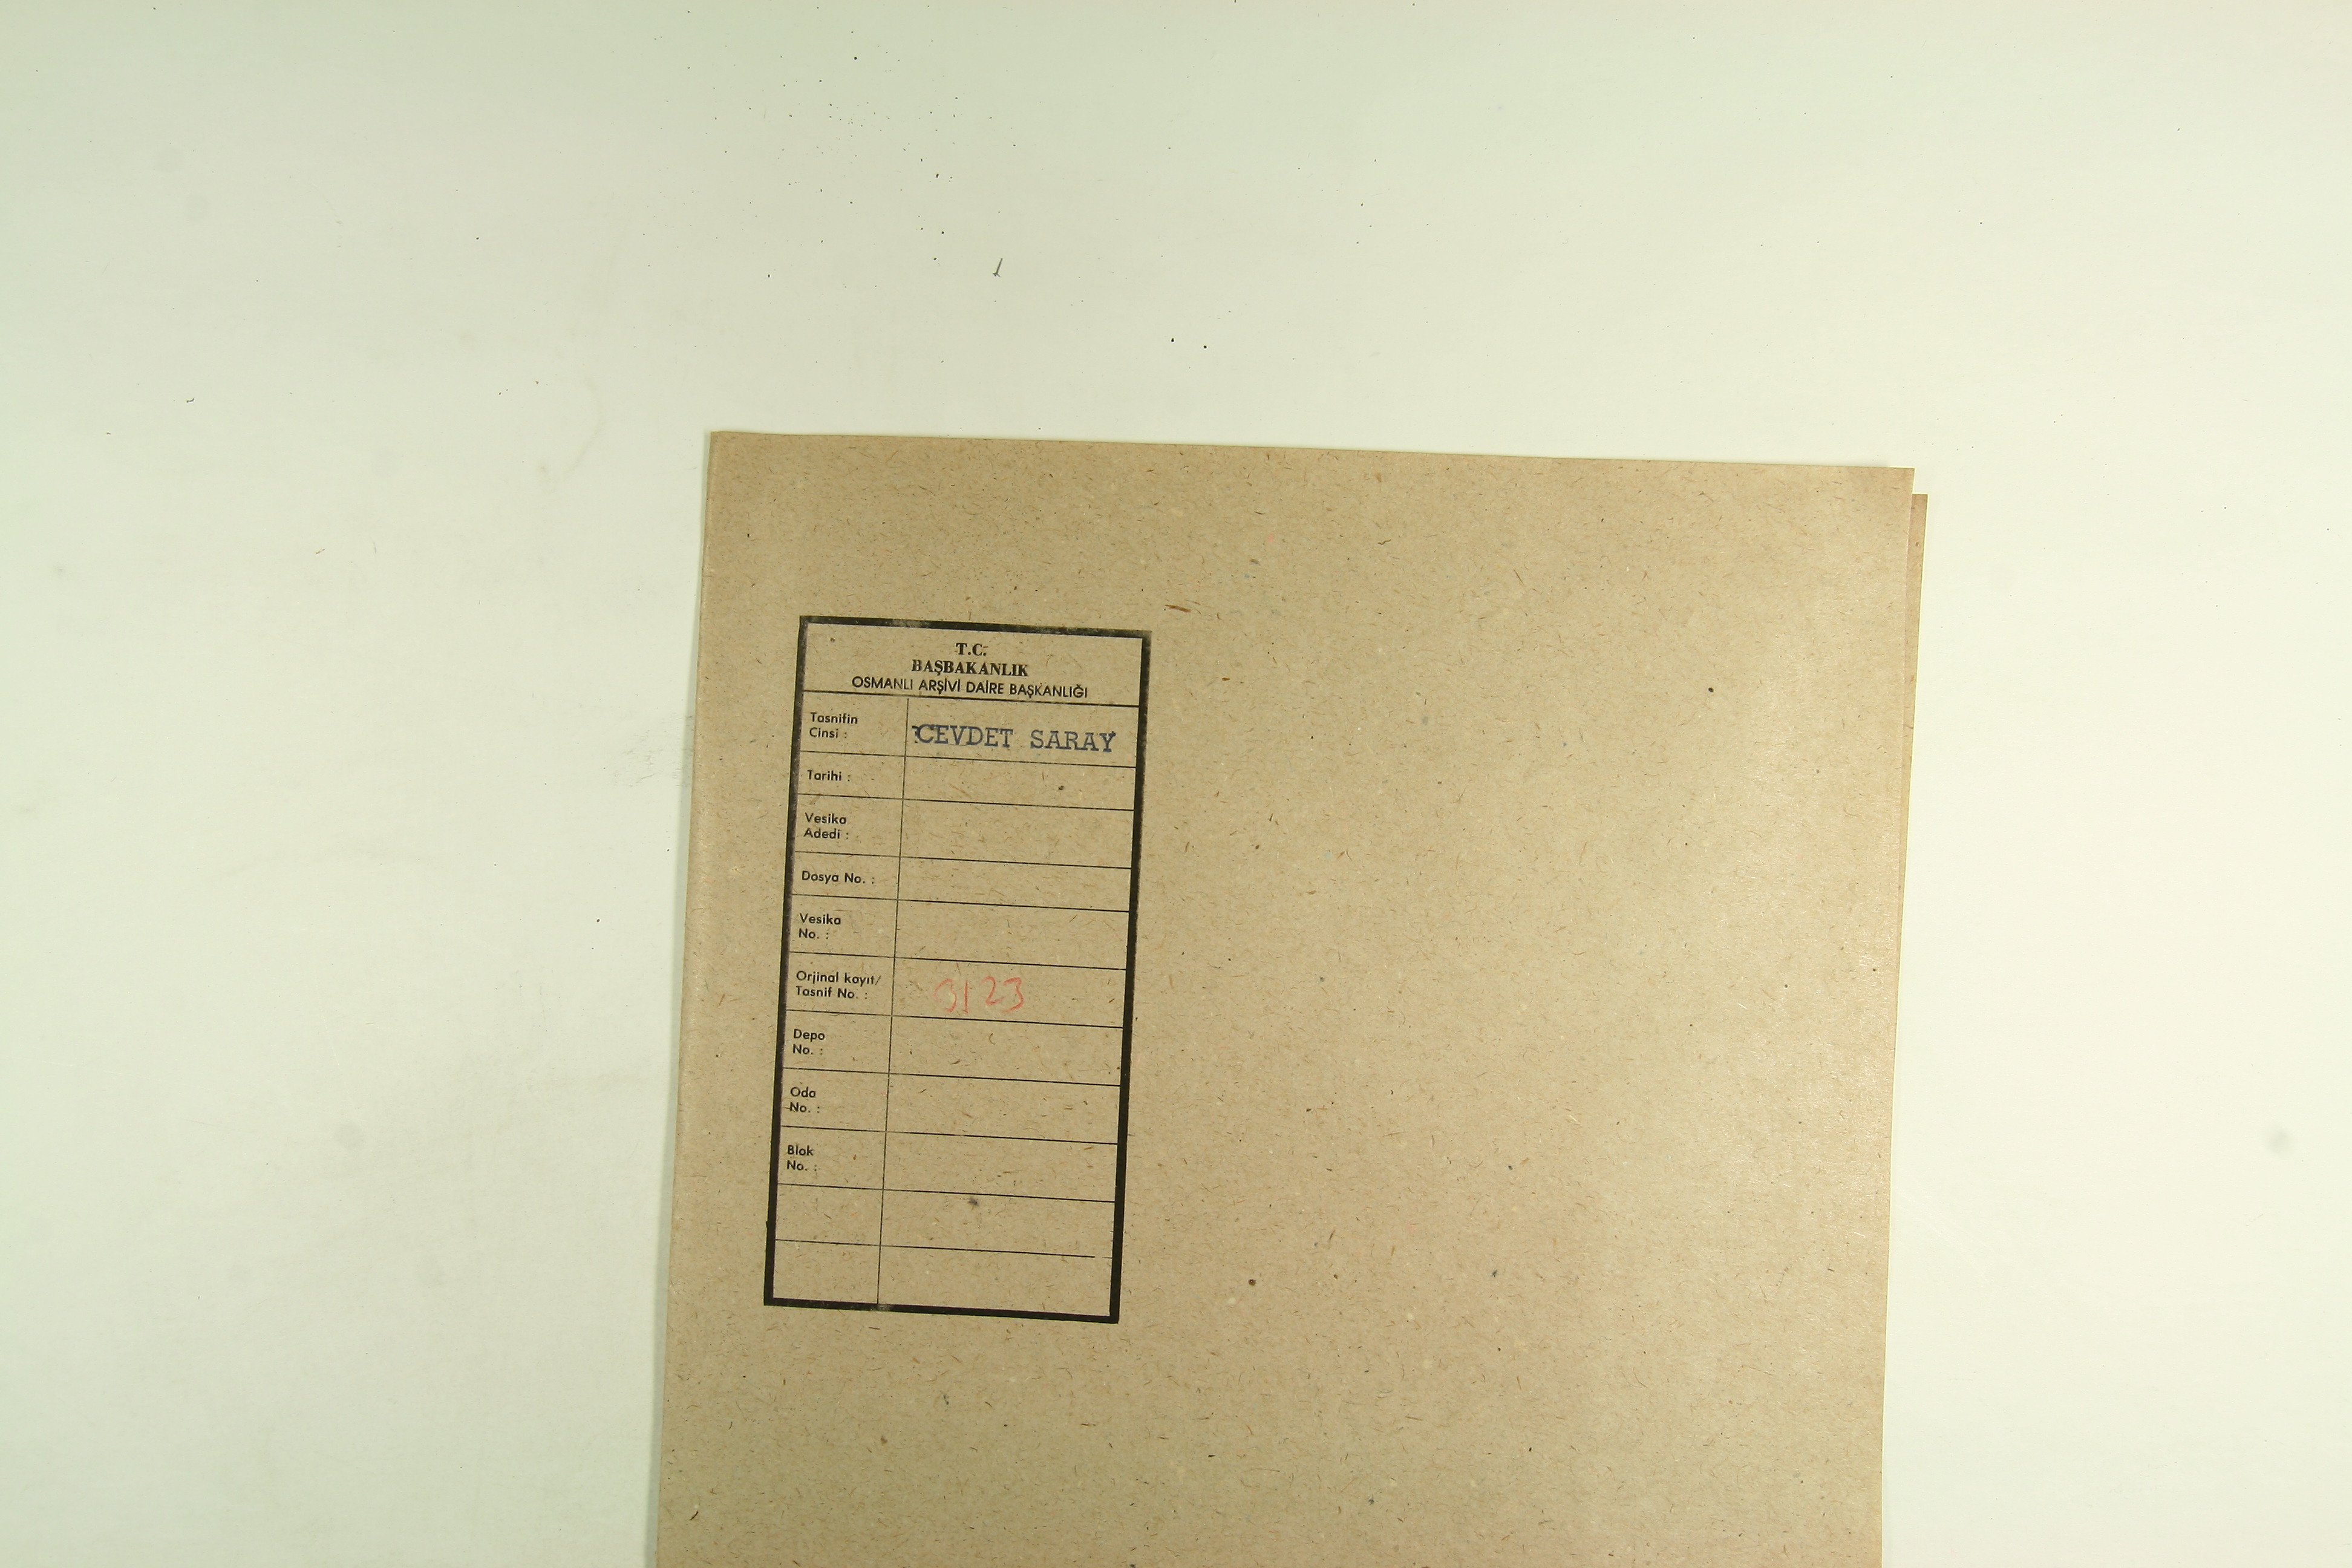 T.C.
BAŞBAKANLIK
OSMANLI ARŞİVİ DAİRE BAŞKANLIĞI
Tasnifin
Cinsi :
CEVDET SARAY
Tarihi :
Vesika
Adedi :
Dosya No. :
Vesika
No. :
Orjinal kayıt/
Tasnif No. :
3123
Depo
No. :
Oda
No. :
Blok
No. :